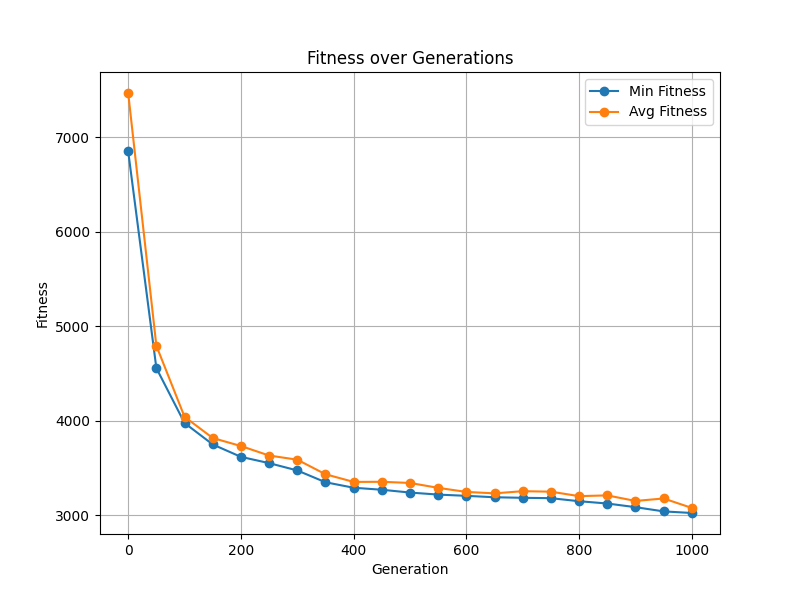 Fitness over Generations
Min Fitness
Avg Fitness
7000
6000
5000
4000
3000
Fitness
0 200 400 600 800 1000
Generation